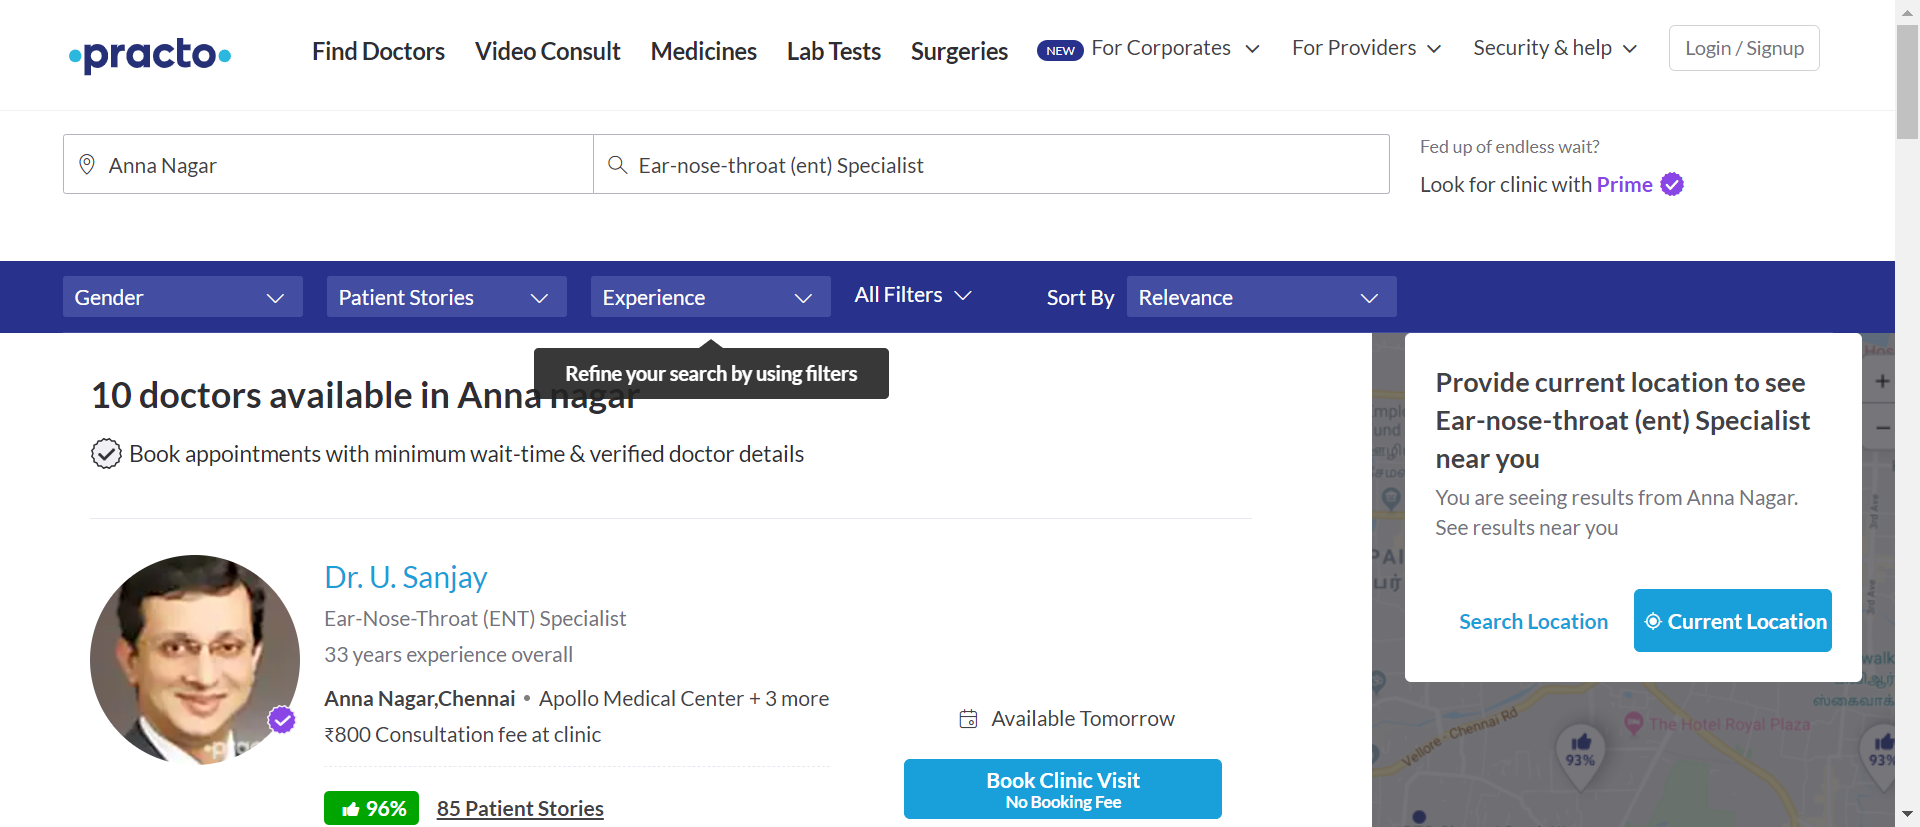 practo
Find Doctors
Video Consult
Medicines
Lab Tests
Surgeries
NEW For Corporates
For Providers
Security & help
Login / Signup
Anna Nagar
Ear-nose-throat (ent) Specialist
Fed up of endless wait?
Look for clinic with Prime
Gender
Patient Stories
Experience
All Filters
Sort By
Relevance
Refine your search by using filters
10 doctors available in Anna nagar
Book appointments with minimum wait-time & verified doctor details
Dr. U. Sanjay
Ear-Nose-Throat (ENT) Specialist
33 years experience overall
Anna Nagar,Chennai • Apollo Medical Center + 3 more
₹800 Consultation fee at clinic
96%
85 Patient Stories
Available Tomorrow
Book Clinic Visit
No Booking Fee
Provide current location to see
Ear-nose-throat (ent) Specialist
near you
You are seeing results from Anna Nagar.
See results near you
Search Location
Current Location
+
−
3rd Ave
3rd Ave
Vellore - Chennai Rd
The Hotel Royal Plaza
93%
93%